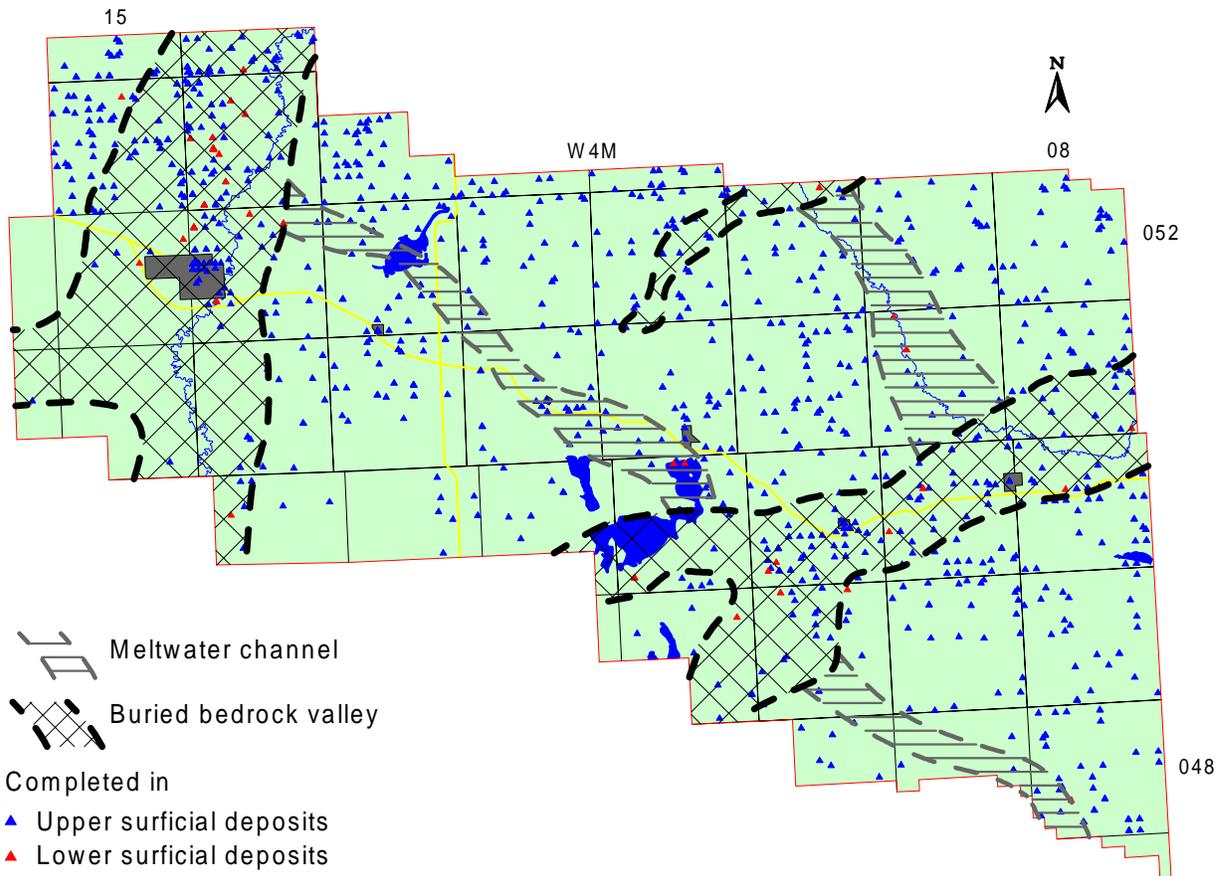 15
N
W4M
08
052
Meltwater channel
Buried bedrock valley
Completed in
048
Upper surficial deposits
Lower surficial deposits